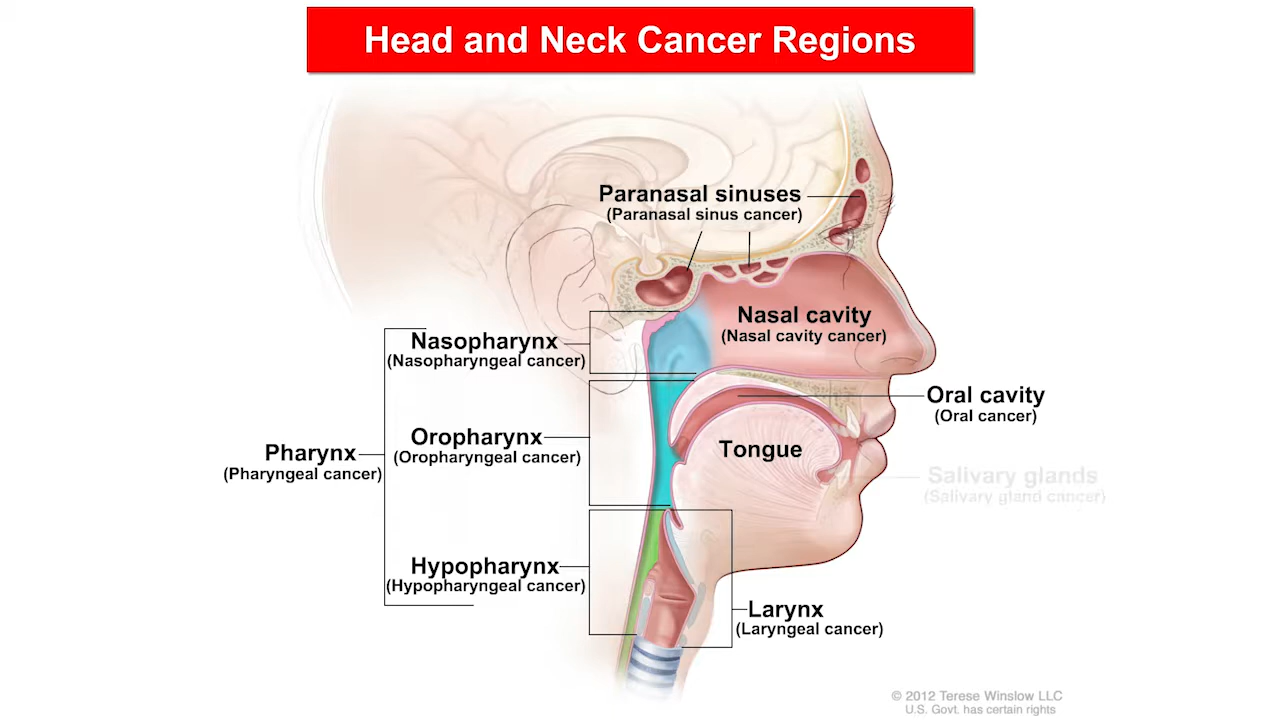 Head and Neck Cancer Regions
Paranasal sinuses
(Paranasal sinus cancer)
Nasal cavity
(Nasal cavity cancer)
Nasopharynx
(Nasopharyngeal cancer)
Oral cavity
(Oral cancer)
Oropharynx
(Oropharyngeal cancer)
Tongue
Pharynx
(Pharyngeal cancer)
Salivary glands
(Salivary gland cancer)
Hypopharynx
(Hypopharyngeal cancer)
Larynx
(Laryngeal cancer)
© 2012 Terese Winslow LLC
U.S. Govt. has certain rights